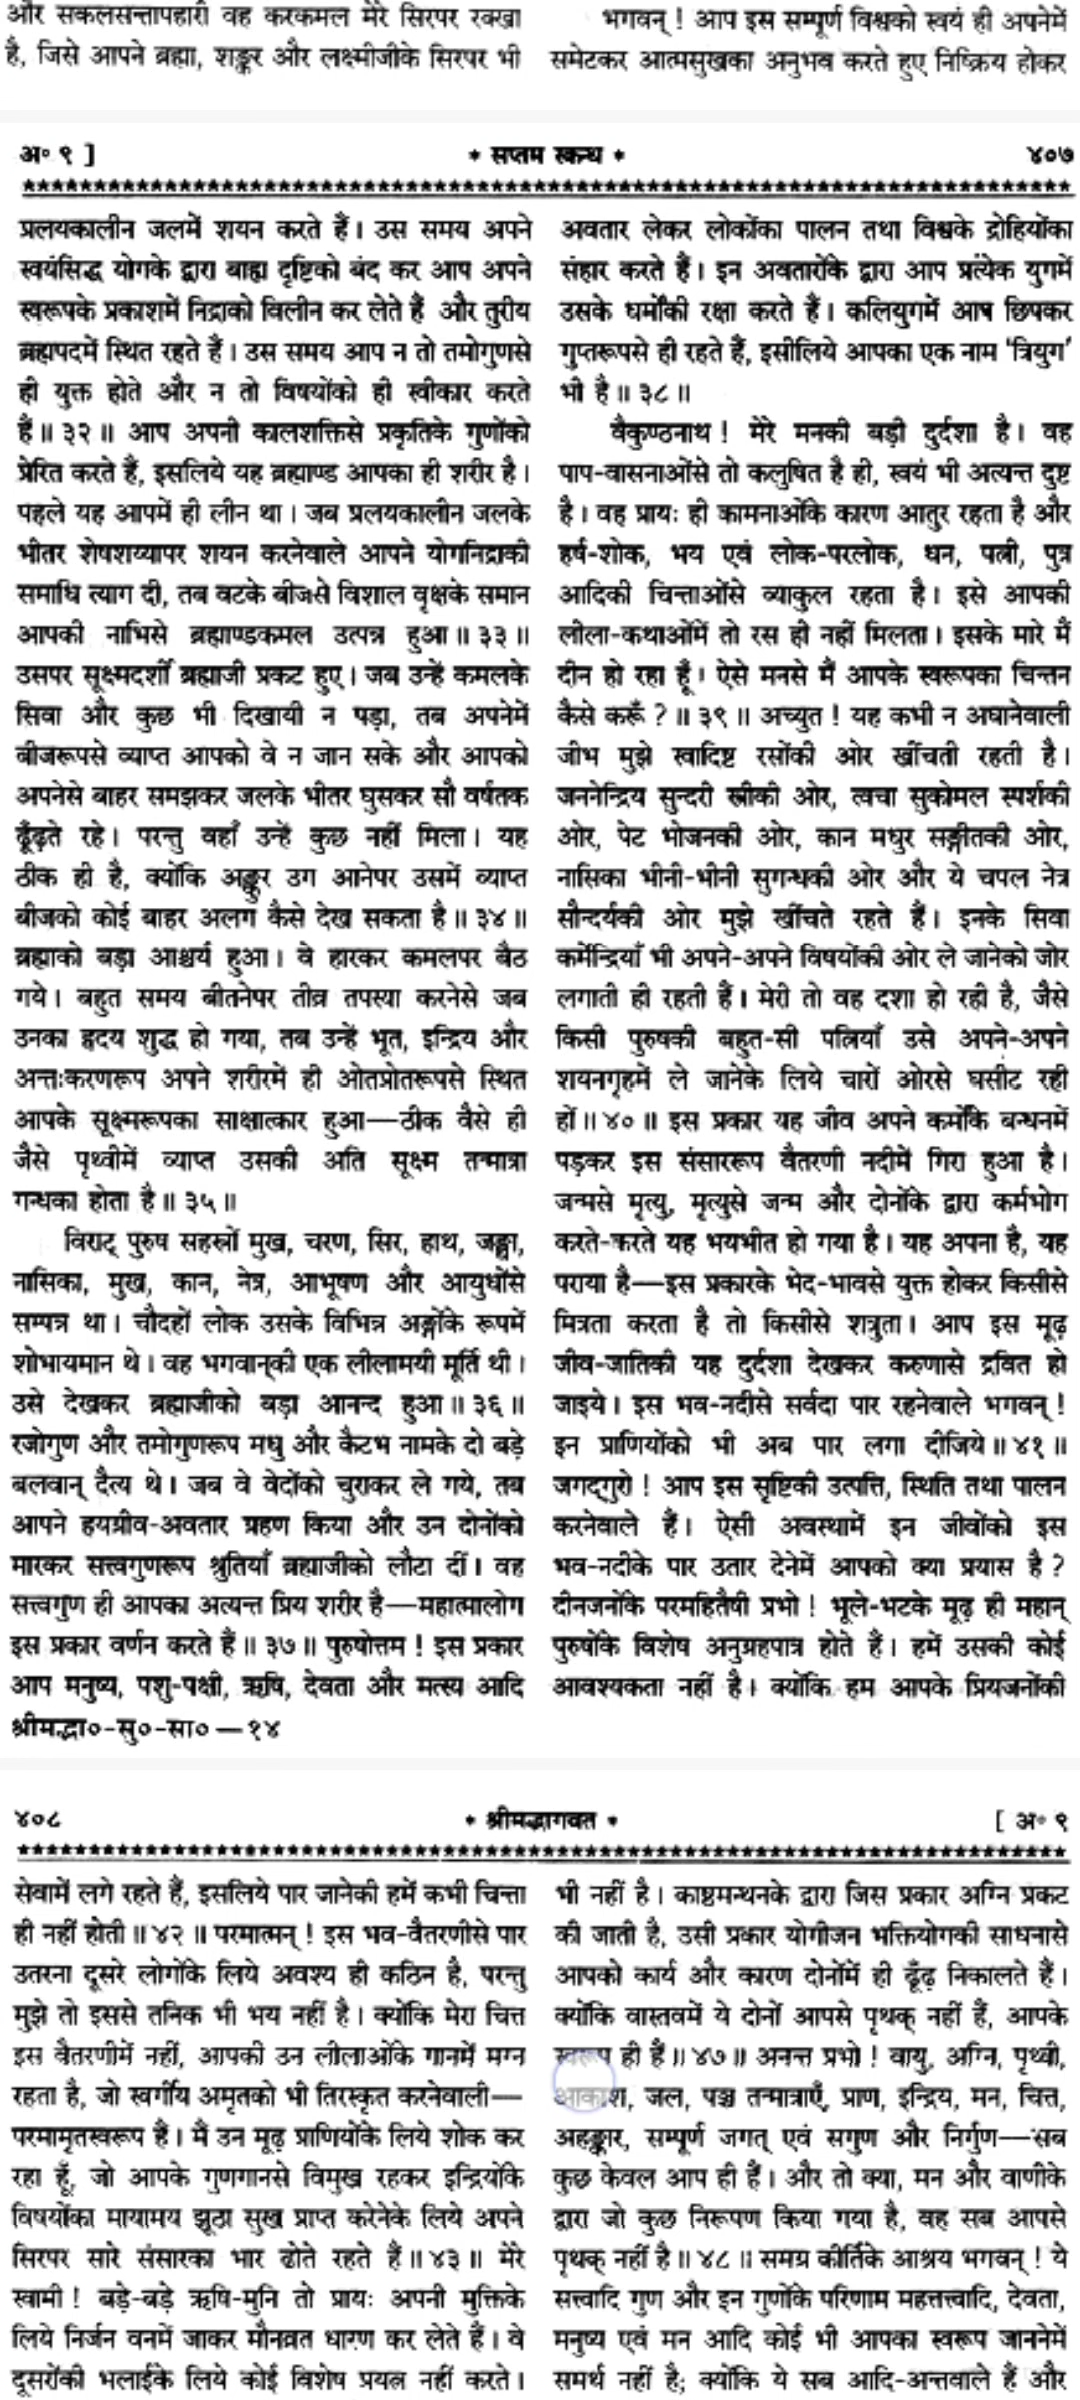 और सकलसन्तापहारी वह करकमल मेरे सिरपर रक्खा
है, जिसे आपने ब्रह्मा, शङ्कर और लक्ष्मीजीके सिरपर भी
भगवन् ! आप इस सम्पूर्ण विश्वको स्वयं ही अपनेमें
समेटकर आत्मसुखका अनुभव करते हुए निष्क्रिय होकर
अ॰ ९ ]
* सप्तम स्कन्ध *
४०७
प्रलयकालीन जलमें शयन करते हैं। उस समय अपने
स्वयंसिद्ध योगके द्वारा बाह्य दृष्टिको बंद कर आप अपने
स्वरूपके प्रकाशमें निद्राको विलीन कर लेते हैं और तुरीय
ब्रह्मपदमें स्थित रहते हैं। उस समय आप न तो तमोगुणसे
ही युक्त होते और न तो विषयोंको ही स्वीकार करते
हैं॥ ३२॥ आप अपनी कालशक्तिसे प्रकृतिके गुणोंको
प्रेरित करते हैं, इसलिये यह ब्रह्माण्ड आपका ही शरीर है।
पहले यह आपमें ही लीन था। जब प्रलयकालीन जलके
भीतर शेषशय्यापर शयन करनेवाले आपने योगनिद्राकी
समाधि त्याग दी, तब वटके बीजसे विशाल वृक्षके समान
आपकी नाभिसे ब्रह्माण्डकमल उत्पन्न हुआ॥ ३३॥
उसपर सूक्ष्मदर्शी ब्रह्माजी प्रकट हुए। जब उन्हें कमलके
सिवा और कुछ भी दिखायी न पड़ा, तब अपनेमें
बीजरूपसे व्याप्त आपको वे न जान सके और आपको
अपनेसे बाहर समझकर जलके भीतर घुसकर सौ वर्षतक
ढूँढ़ते रहे। परन्तु वहाँ उन्हें कुछ नहीं मिला। यह
ठीक ही है, क्योंकि अङ्कुर उग आनेपर उसमें व्याप्त
बीजको कोई बाहर अलग कैसे देख सकता है॥ ३४॥
ब्रह्माको बड़ा आश्चर्य हुआ। वे हारकर कमलपर बैठ
गये। बहुत समय बीतनेपर तीव्र तपस्या करनेसे जब
उनका हृदय शुद्ध हो गया, तब उन्हें भूत, इन्द्रिय और
अन्तःकरणरूप अपने शरीरमें ही ओतप्रोतरूपसे स्थित
आपके सूक्ष्मरूपका साक्षात्कार हुआ—ठीक वैसे ही
जैसे पृथ्वीमें व्याप्त उसकी अति सूक्ष्म तन्मात्रा
गन्धका होता है॥ ३५॥
विराट् पुरुष सहस्रों मुख, चरण, सिर, हाथ, जङ्घा,
नासिका, मुख, कान, नेत्र, आभूषण और आयुधोंसे
सम्पन्न था। चौदहों लोक उसके विभिन्न अङ्गोंके रूपमें
शोभायमान थे। वह भगवान्‌की एक लीलामयी मूर्ति थी।
उसे देखकर ब्रह्माजीको बड़ा आनन्द हुआ॥ ३६॥
रजोगुण और तमोगुणरूप मधु और कैटभ नामके दो बड़े
बलवान् दैत्य थे। जब वे वेदोंको चुराकर ले गये, तब
आपने हयग्रीव-अवतार ग्रहण किया और उन दोनोंको
मारकर सत्त्वगुणरूप श्रुतियाँ ब्रह्माजीको लौटा दीं। वह
सत्त्वगुण ही आपका अत्यन्त प्रिय शरीर है—महात्मालोग
इस प्रकार वर्णन करते हैं॥ ३७॥ पुरुषोत्तम ! इस प्रकार
आप मनुष्य, पशु-पक्षी, ऋषि, देवता और मत्स्य आदि
श्रीमद्भा०-सु०-सा० — १४
अवतार लेकर लोकोंका पालन तथा विश्वके द्रोहियोंका
संहार करते हैं। इन अवतारोंके द्वारा आप प्रत्येक युगमें
उसके धर्मोंकी रक्षा करते हैं। कलियुगमें आप छिपकर
गुप्तरूपसे ही रहते हैं, इसीलिये आपका एक नाम ‘त्रियुग’
भी है॥ ३८॥
वैकुण्ठनाथ ! मेरे मनकी बड़ी दुर्दशा है। वह
पाप-वासनाओंसे तो कलुषित है ही, स्वयं भी अत्यन्त दुष्ट
है। वह प्रायः ही कामनाओंके कारण आतुर रहता है और
हर्ष-शोक, भय एवं लोक-परलोक, धन, पत्नी, पुत्र
आदिकी चिन्ताओंसे व्याकुल रहता है। इसे आपकी
लीला-कथाओंमें तो रस ही नहीं मिलता। इसके मारे मैं
दीन हो रहा हूँ। ऐसे मनसे मैं आपके स्वरूपका चिन्तन
कैसे करूँ ?॥ ३९॥ अच्युत ! यह कभी न अघानेवाली
जीभ मुझे स्वादिष्ट रसोंकी ओर खींचती रहती है।
जननेन्द्रिय सुन्दरी स्त्रीकी ओर, त्वचा सुकोमल स्पर्शकी
ओर, पेट भोजनकी ओर, कान मधुर सङ्गीतकी ओर,
नासिका भीनी-भीनी सुगन्धकी ओर और ये चपल नेत्र
सौन्दर्यकी ओर मुझे खींचते रहते हैं। इनके सिवा
कर्मेन्द्रियाँ भी अपने-अपने विषयोंकी ओर ले जानेको जोर
लगाती ही रहती हैं। मेरी तो वह दशा हो रही है, जैसे
किसी पुरुषकी बहुत-सी पत्नियाँ उसे अपने-अपने
शयनगृहमें ले जानेके लिये चारों ओरसे घसीट रही
हों॥ ४०॥ इस प्रकार यह जीव अपने कर्मोंके बन्धनमें
पड़कर इस संसाररूप वैतरणी नदीमें गिरा हुआ है।
जन्मसे मृत्यु, मृत्युसे जन्म और दोनोंके द्वारा कर्मभोग
करते-करते यह भयभीत हो गया है। यह अपना है, यह
पराया है—इस प्रकारके भेद-भावसे युक्त होकर किसीसे
मित्रता करता है तो किसीसे शत्रुता। आप इस मूढ़
जीव-जातिकी यह दुर्दशा देखकर करुणासे द्रवित हो
जाइये। इस भव-नदीसे सर्वदा पार रहनेवाले भगवन् !
इन प्राणियोंको भी अब पार लगा दीजिये॥ ४१॥
जगद्‌गुरो ! आप इस सृष्टिकी उत्पत्ति, स्थिति तथा पालन
करनेवाले हैं। ऐसी अवस्थामें इन जीवोंको इस
भव-नदीके पार उतार देनेमें आपको क्या प्रयास है ?
दीनजनोंके परमहितैषी प्रभो ! भूले-भटके मूढ़ ही महान्
पुरुषोंके विशेष अनुग्रहपात्र होते हैं। हमें उसकी कोई
आवश्यकता नहीं है। क्योंकि हम आपके प्रियजनोंकी
४०८
* श्रीमद्भागवत *
[ अ॰ ९
सेवामें लगे रहते हैं, इसलिये पार जानेकी हमें कभी चिन्ता
ही नहीं होती॥ ४२॥ परमात्मन् ! इस भव-वैतरणीसे पार
उतरना दूसरे लोगोंके लिये अवश्य ही कठिन है, परन्तु
मुझे तो इससे तनिक भी भय नहीं है। क्योंकि मेरा चित्त
इस वैतरणीमें नहीं, आपकी उन लीलाओंके गानमें मग्न
रहता है, जो स्वर्गीय अमृतको भी तिरस्कृत करनेवाली—
परमामृतस्वरूप हैं। मैं उन मूढ़ प्राणियोंके लिये शोक कर
रहा हूँ, जो आपके गुणगानसे विमुख रहकर इन्द्रियोंके
विषयोंका मायामय झूठा सुख प्राप्त करेनेके लिये अपने
सिरपर सारे संसारका भार ढोते रहते हैं॥ ४३॥ मेरे
स्वामी ! बड़े-बड़े ऋषि-मुनि तो प्रायः अपनी मुक्तिके
लिये निर्जन वनमें जाकर मौनव्रत धारण कर लेते हैं। वे
दूसरोंकी भलाईके लिये कोई विशेष प्रयत्न नहीं करते।
भी नहीं है। काष्ठमन्थनके द्वारा जिस प्रकार अग्नि प्रकट
की जाती है, उसी प्रकार योगीजन भक्तियोगकी साधनासे
आपको कार्य और कारण दोनोंमें ही ढूँढ़ निकालते हैं।
क्योंकि वास्तवमें ये दोनों आपसे पृथक् नहीं हैं, आपके
स्वरूप ही हैं॥ ४७॥ अनन्त प्रभो ! वायु, अग्नि, पृथ्वी,
आकाश, जल, पञ्च तन्मात्राएँ, प्राण, इन्द्रिय, मन, चित्त,
अहङ्कार, सम्पूर्ण जगत् एवं सगुण और निर्गुण—सब
कुछ केवल आप ही हैं। और तो क्या, मन और वाणीके
द्वारा जो कुछ निरूपण किया गया है, वह सब आपसे
पृथक् नहीं है॥ ४८॥ समग्र कीर्तिके आश्रय भगवन् ! ये
सत्त्वादि गुण और इन गुणोंके परिणाम महत्तत्त्वादि, देवता,
मनुष्य एवं मन आदि कोई भी आपका स्वरूप जाननेमें
समर्थ नहीं है; क्योंकि ये सब आदि-अन्तवाले हैं और